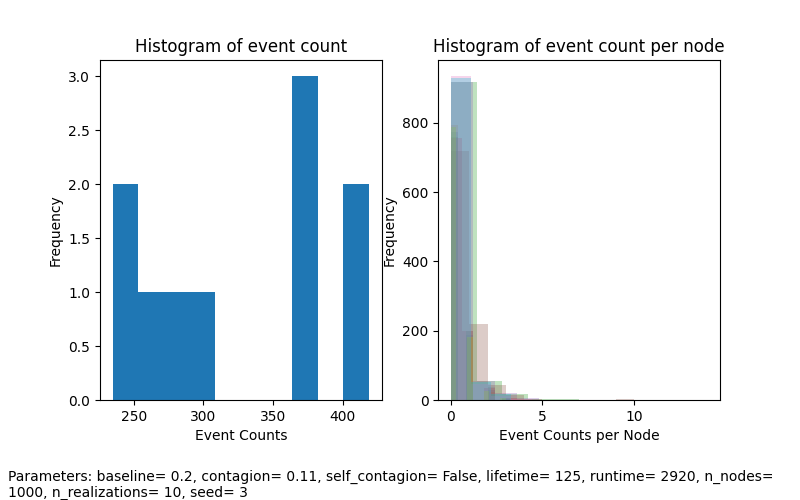 Histogram of event count
Histogram of event count per node
3.0
2.5
2.0
1.5
1.0
0.5
0.0
Frequency
250
300
350
400
Event Counts
800
600
400
200
0
Frequency
0
5
10
Event Counts per Node
Parameters: baseline= 0.2, contagion= 0.11, self_contagion= False, lifetime= 125, runtime= 2920, n_nodes=
1000, n_realizations= 10, seed= 3